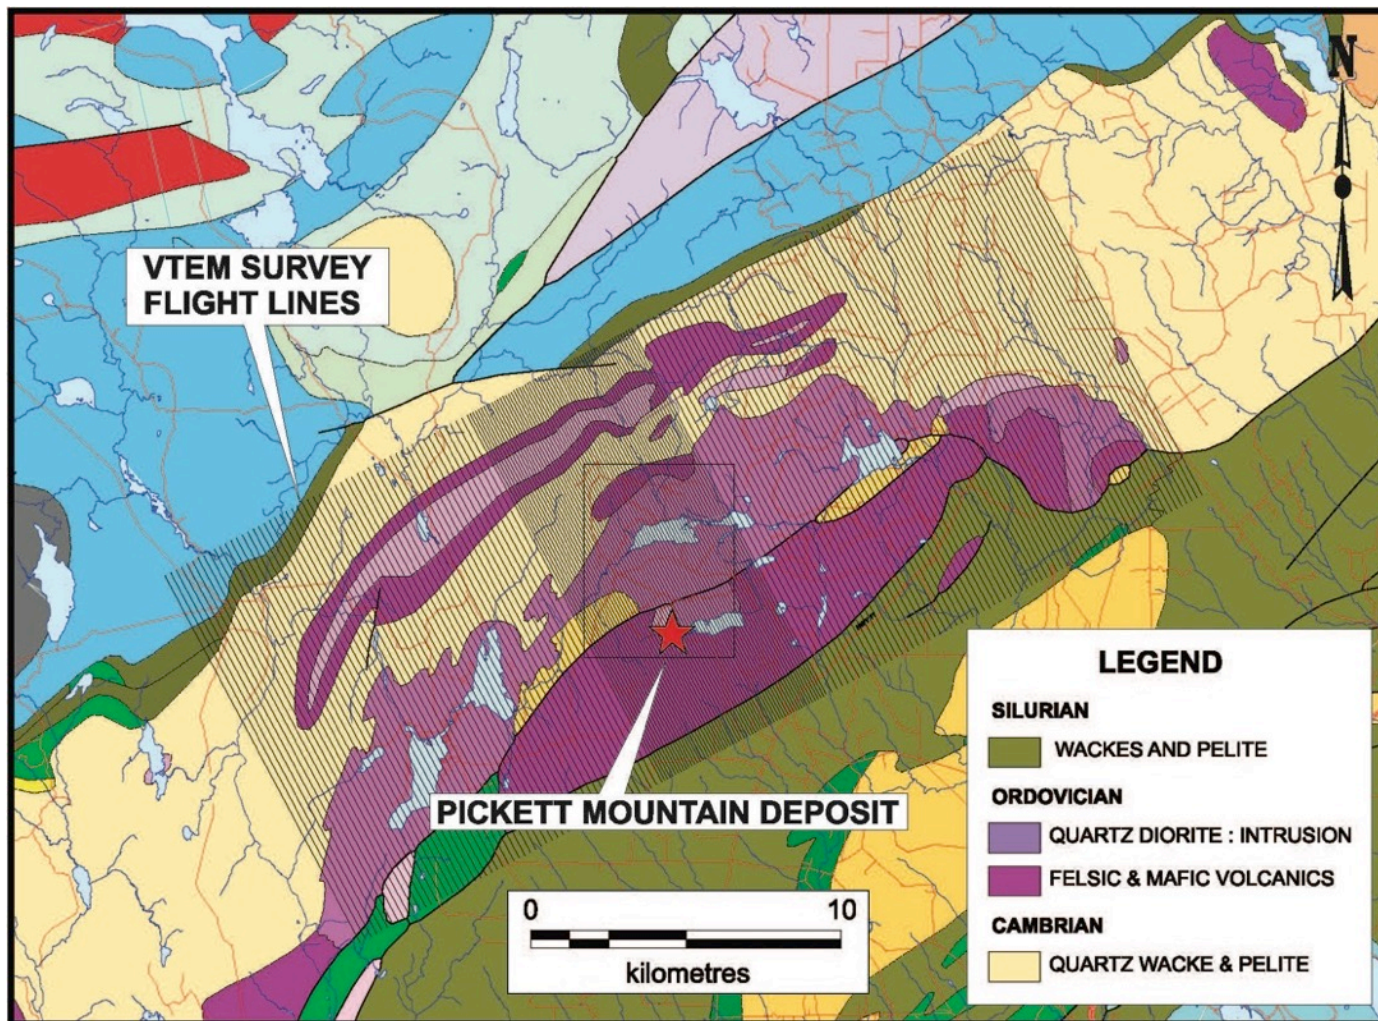 N
VTEM SURVEY
FLIGHT LINES
PICKETT MOUNTAIN DEPOSIT
0 10
kilometres
LEGEND
SILURIAN
WACKES AND PELITE
ORDOVICIAN
QUARTZ DIORITE : INTRUSION
FELSIC & MAFIC VOLCANICS
CAMBRIAN
QUARTZ WACKE & PELITE